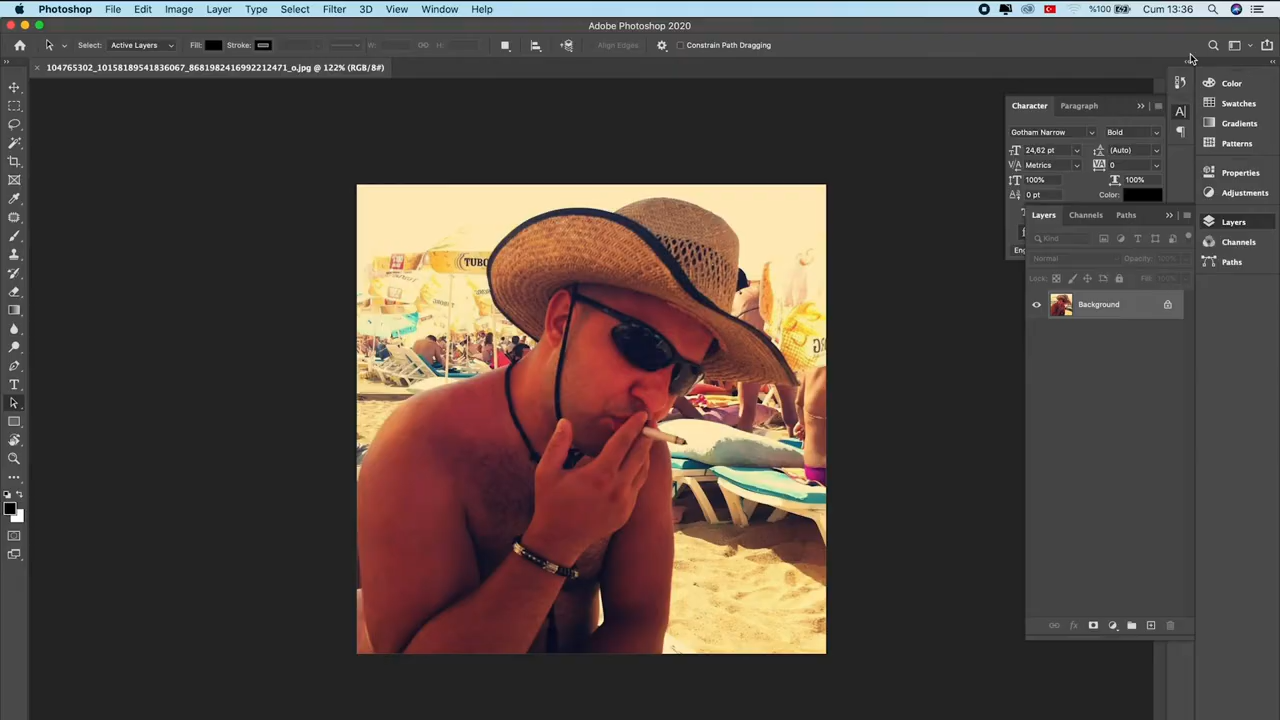 Photoshop File Edit Image Layer Type Select Filter 3D View Window Help %100 Cum 13:36
Adobe Photoshop 2020
Select: Active Layers Fill: Stroke: W: H: Align Edges Constrain Path Dragging
104765302_10158189541836067_8681982416992212471_o.jpg @ 122% (RGB/8#)
Color
Character Paragraph
Swatches
Gradients
Gotham Narrow Bold
Patterns
24,62 pt (Auto)
Metrics 0
Properties
100% 100%
0 pt Color:
Adjustments
Layers Channels Paths
Layers
Kind
Channels
Normal Opacity: 100%
Paths
Lock: Fill: 100%
Background
TUBO